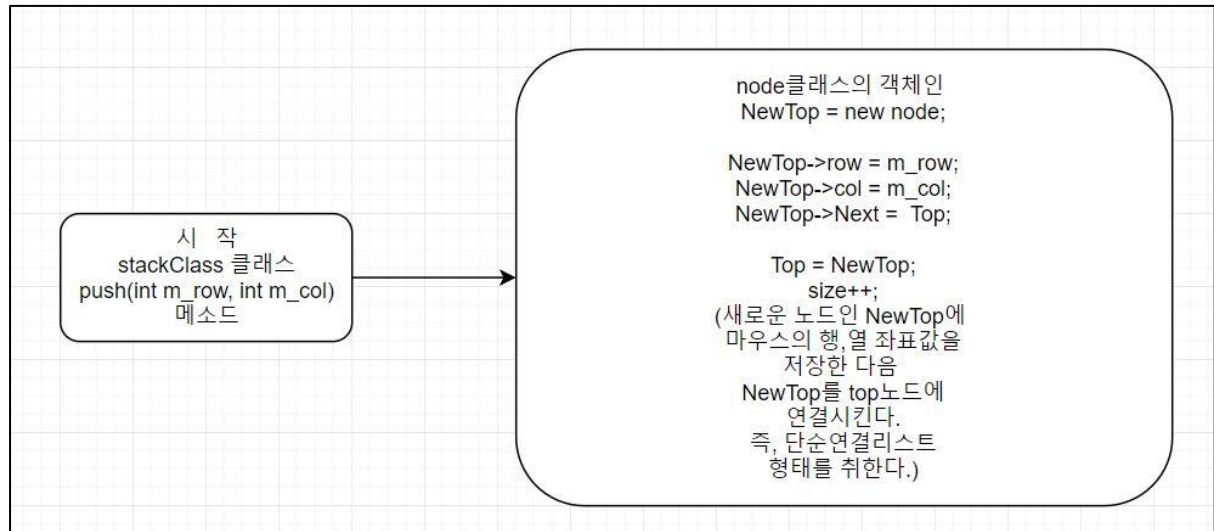 시 작
stackClass 클래스
push(int m_row, int m_col)
메소드
node클래스의 객체인
NewTop = new node;
NewTop->row = m_row;
NewTop->col = m_col;
NewTop->Next = Top;
Top = NewTop;
size++;
(새로운 노드인 NewTop에
마우스의 행,열 좌표값을
저장한 다음
NewTop를 top노드에
연결시킨다.
즉, 단순연결리스트
형태를 취한다.)